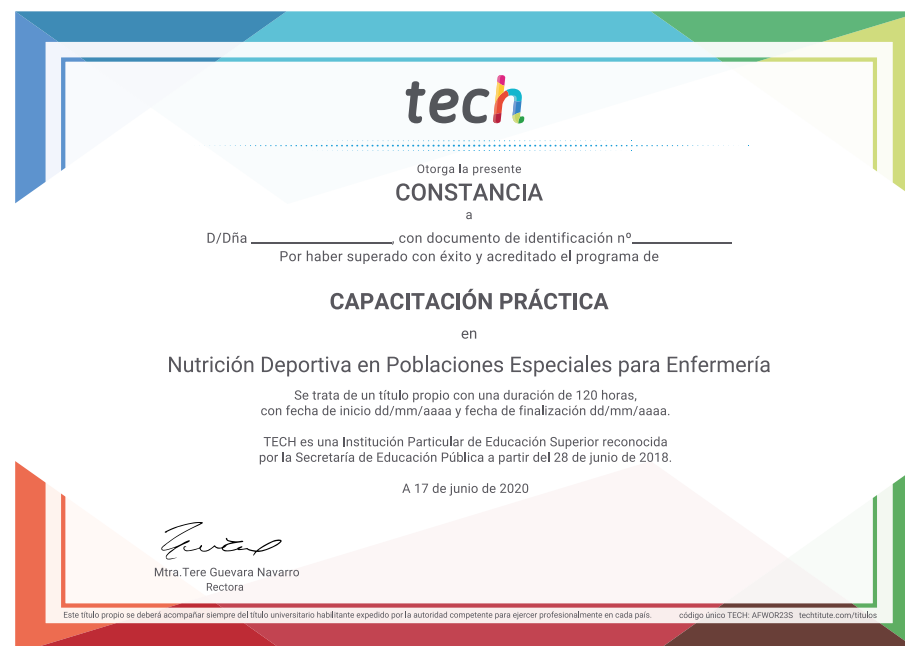 tech
Otorga la presente
CONSTANCIA
a
D/Dña ____________________, con documento de identificación nº______________
Por haber superado con éxito y acreditado el programa de
CAPACITACIÓN PRÁCTICA
en
Nutrición Deportiva en Poblaciones Especiales para Enfermería
Se trata de un título propio con una duración de 120 horas,
con fecha de inicio dd/mm/aaaa y fecha de finalización dd/mm/aaaa.
TECH es una Institución Particular de Educación Superior reconocida
por la Secretaría de Educación Pública a partir del 28 de junio de 2018.
A 17 de junio de 2020
Mtra.Tere Guevara Navarro
Rectora
Este título propio se deberá acompañar siempre del título universitario habilitante expedido por la autoridad competente para ejercer profesionalmente en cada país. código único TECH: AFWOR23S techtitute.com/titulos